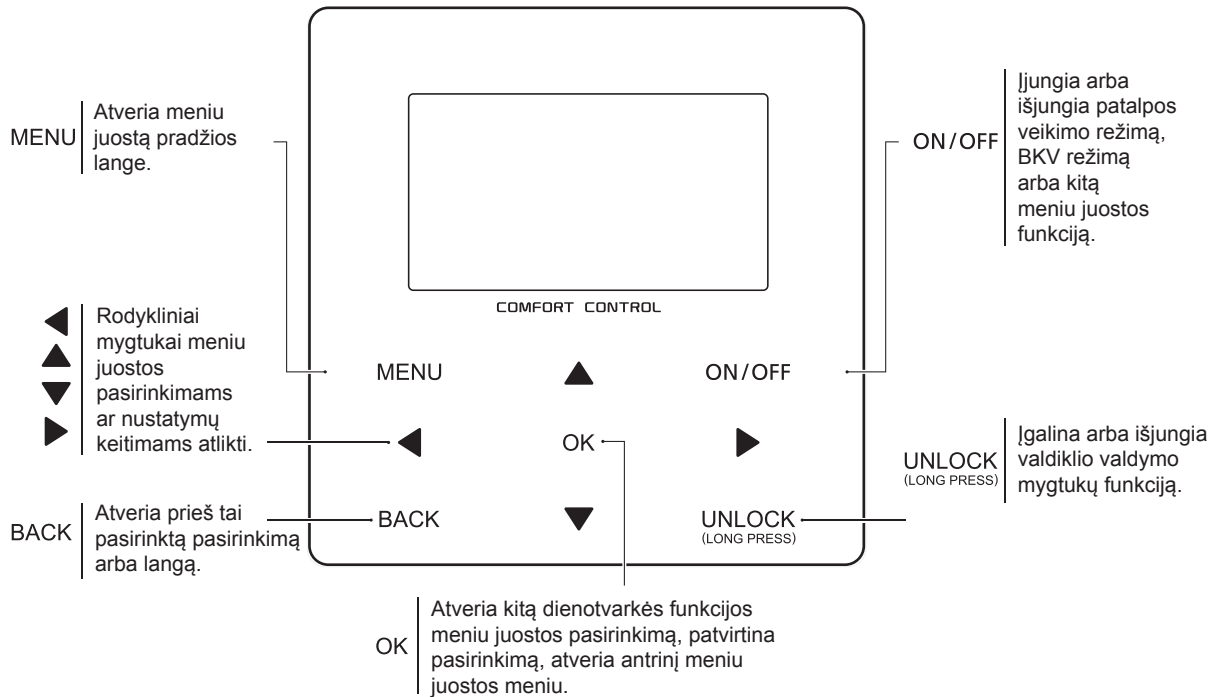 MENU
Atveria meniu
juostą pradžios
lange.
Rodykliniai
mygtukai meniu
juostos
pasirinkimams
ar nustatymų
keitimams atlikti.
BACK
Atveria prieš tai
pasirinktą pasirinkimą
arba langą.
COMFORT CONTROL
MENU
ON/OFF
OK
BACK
UNLOCK
(LONG PRESS)
ON/OFF
Įjungia arba
išjungia patalpos
veikimo režimą,
BKV režimą
arba kitą
meniu juostos
funkciją.
UNLOCK
(LONG PRESS)
Įgalina arba išjungia
valdiklio valdymo
mygtukų funkciją.
OK
Atveria kitą dienotvarkės funkcijos
meniu juostos pasirinkimą, patvirtina
pasirinkimą, atveria antrinį meniu
juostos meniu.